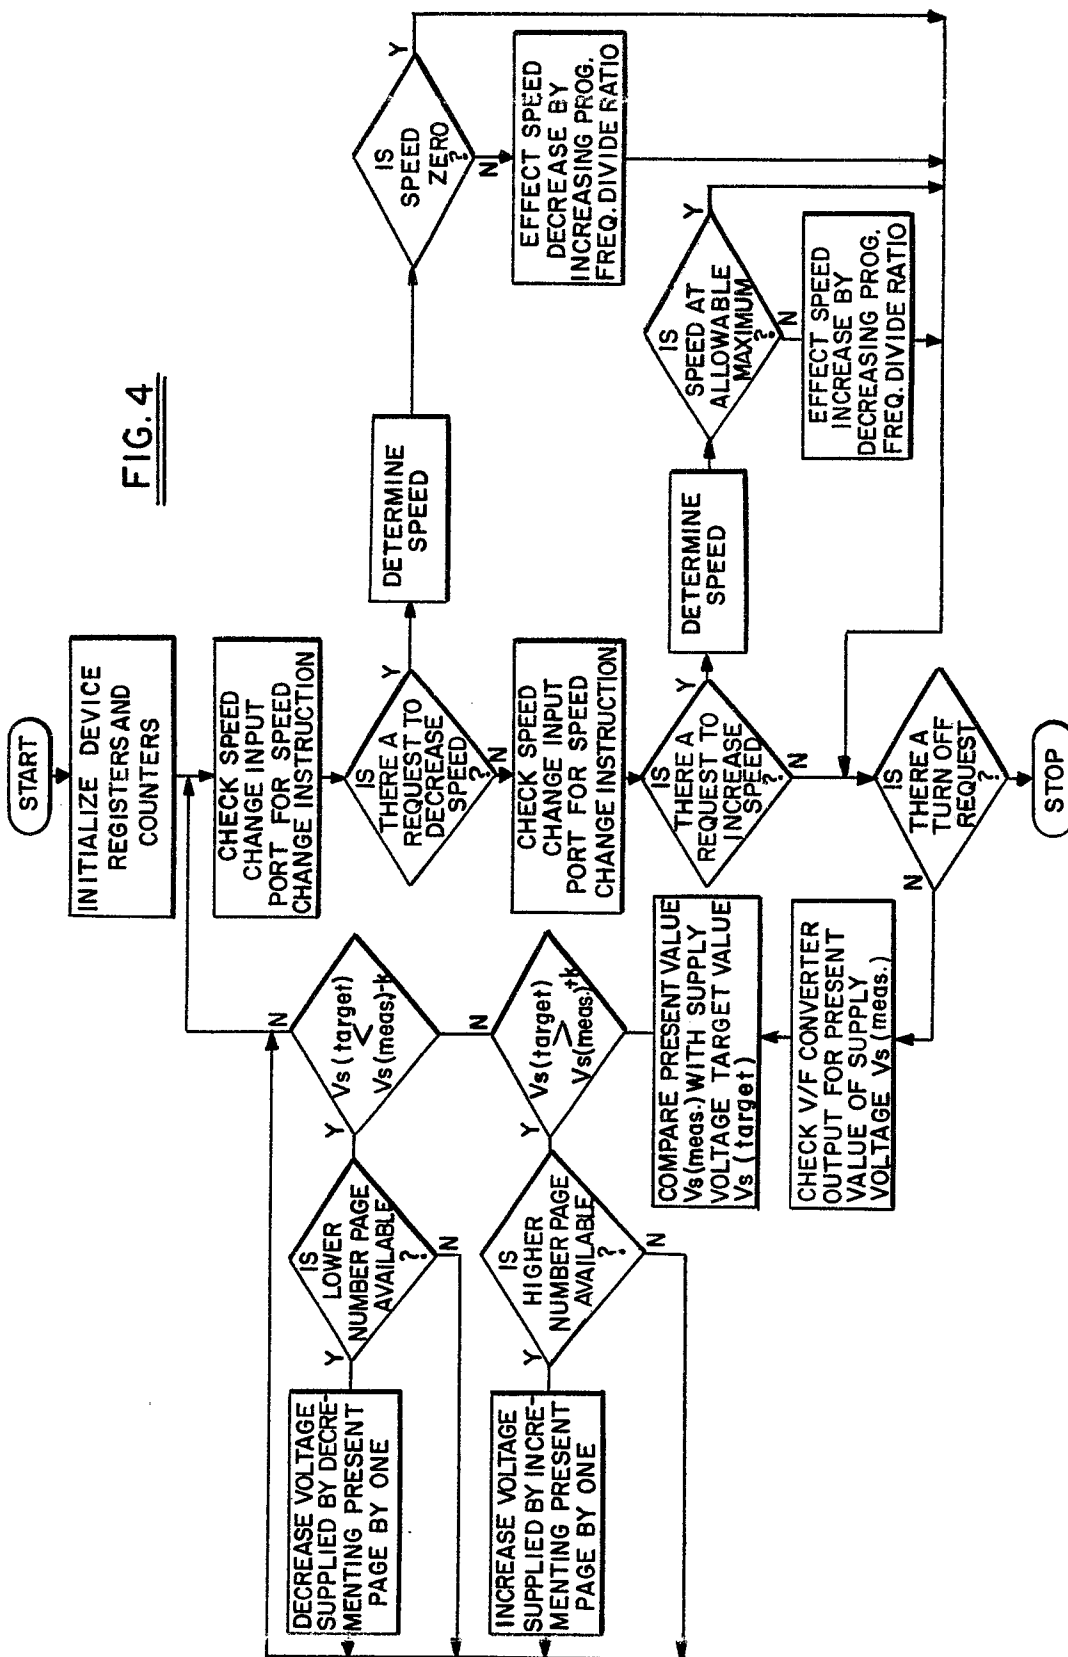 FIG. 4
START
INITIALIZE DEVICE
REGISTERS AND
COUNTERS
CHECK SPEED
CHANGE INPUT
PORT FOR SPEED
CHANGE INSTRUCTION
IS
THERE A
REQUEST TO
DECREASE
SPEED
?
Y
N
DETERMINE
SPEED
IS
SPEED
ZERO
?
Y
N
EFFECT SPEED
DECREASE BY
INCREASING PROG.
FREQ. DIVIDE RATIO
CHECK SPEED
CHANGE INPUT
PORT FOR SPEED
CHANGE INSTRUCTION
IS
THERE A
REQUEST TO
INCREASE
SPEED
?
Y
N
DETERMINE
SPEED
IS
SPEED AT
ALLOWABLE
MAXIMUM
?
Y
N
EFFECT SPEED
INCREASE BY
DECREASING PROG.
FREQ. DIVIDE RATIO
IS
THERE A
TURN OFF
REQUEST
?
N
STOP
CHECK V/F CONVERTER
OUTPUT FOR PRESENT
VALUE OF SUPPLY
VOLTAGE Vs (meas.)
COMPARE PRESENT VALUE
Vs (meas.) WITH SUPPLY
VOLTAGE TARGET VALUE
Vs (target)
Vs (target)
>
Vs (meas.) +k
N
Y
IS
HIGHER
NUMBER PAGE
AVAILABLE
?
N
Y
INCREASE VOLTAGE
SUPPLIED BY INCRE-
MENTING PRESENT
PAGE BY ONE
Vs (target)
<
Vs (meas.) -k
N
Y
IS
LOWER
NUMBER PAGE
AVAILABLE
?
N
Y
DECREASE VOLTAGE
SUPPLIED BY DECRE-
MENTING PRESENT
PAGE BY ONE